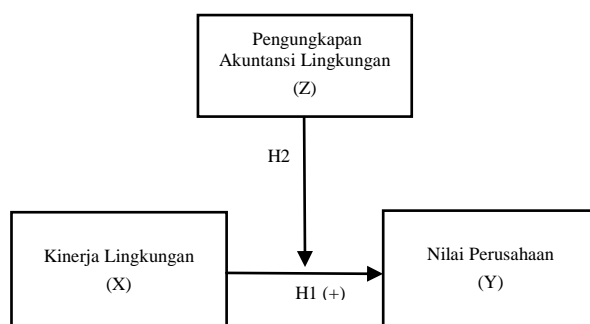 Pengungkapan
Akuntansi Lingkungan
(Z)
H2
Kinerja Lingkungan
(X)
H1 (+)
Nilai Perusahaan
(Y)